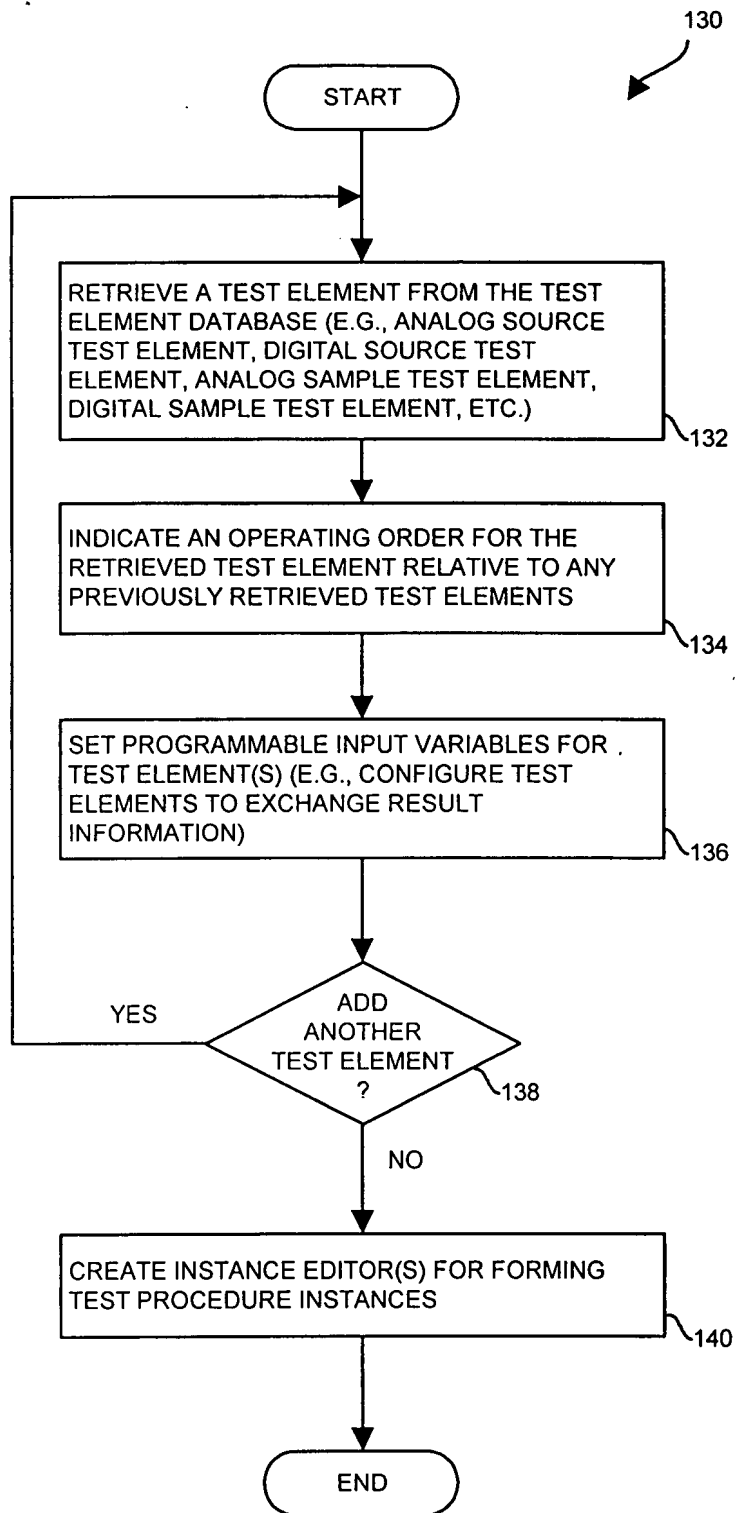 130
START
RETRIEVE A TEST ELEMENT FROM THE TEST
ELEMENT DATABASE (E.G., ANALOG SOURCE
TEST ELEMENT, DIGITAL SOURCE TEST
ELEMENT, ANALOG SAMPLE TEST ELEMENT,
DIGITAL SAMPLE TEST ELEMENT, ETC.)
132
INDICATE AN OPERATING ORDER FOR THE
RETRIEVED TEST ELEMENT RELATIVE TO ANY
PREVIOUSLY RETRIEVED TEST ELEMENTS
134
SET PROGRAMMABLE INPUT VARIABLES FOR
TEST ELEMENT(S) (E.G., CONFIGURE TEST
ELEMENTS TO EXCHANGE RESULT
INFORMATION)
136
YES
ADD
ANOTHER
TEST ELEMENT
?
138
NO
CREATE INSTANCE EDITOR(S) FOR FORMING
TEST PROCEDURE INSTANCES
140
END